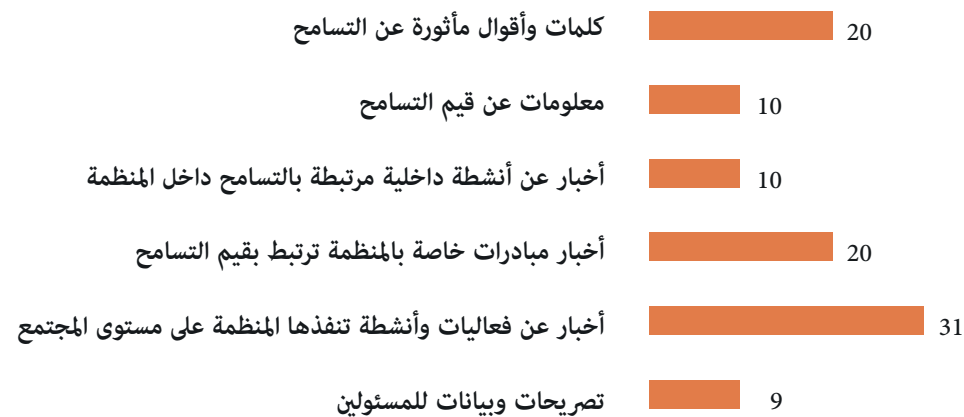 كلمات وأقوال مأثورة عن التسامح 20
معلومات عن قيم التسامح 10
أخبار عن أنشطة داخلية مرتبطة بالتسامح داخل المنظمة 10
أخبار مبادرات خاصة بالمنظمة ترتبط بقيم التسامح 20
أخبار عن فعاليات وأنشطة تنفذها المنظمة على مستوى المجتمع 31
تصريحات وبيانات للمسئولين 9